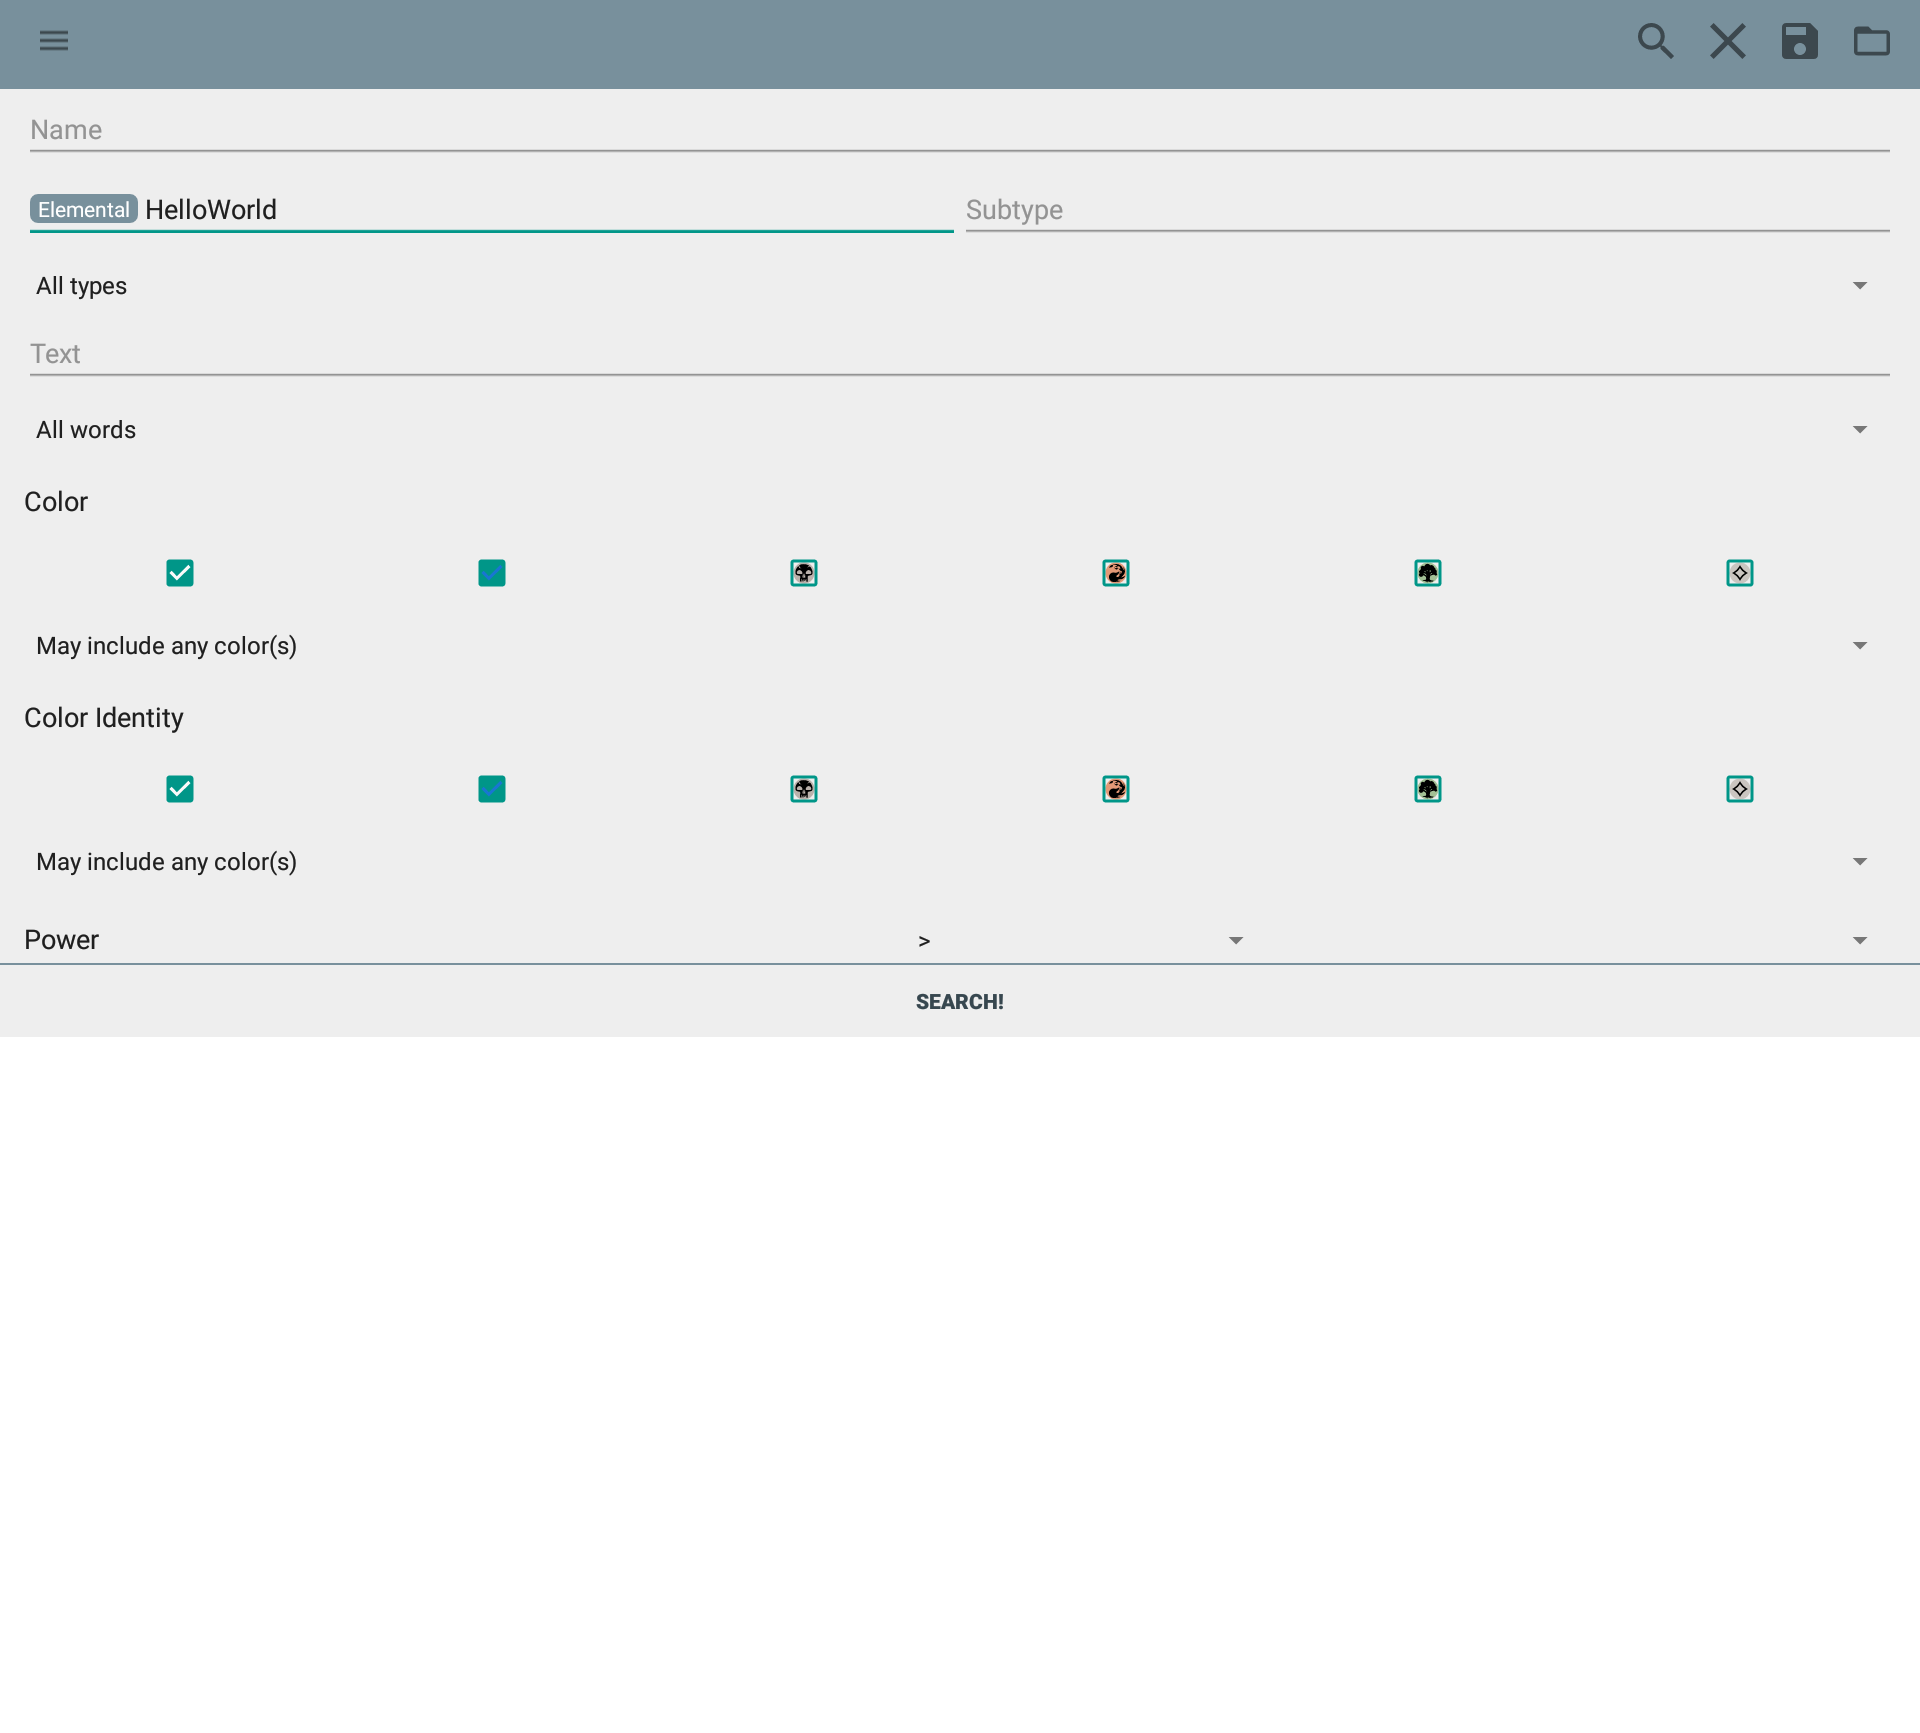 Name
Elemental HelloWorld Subtype
All types
Text
All words
Color
May include any color(s)
Color Identity
May include any color(s)
Power >
SEARCH!